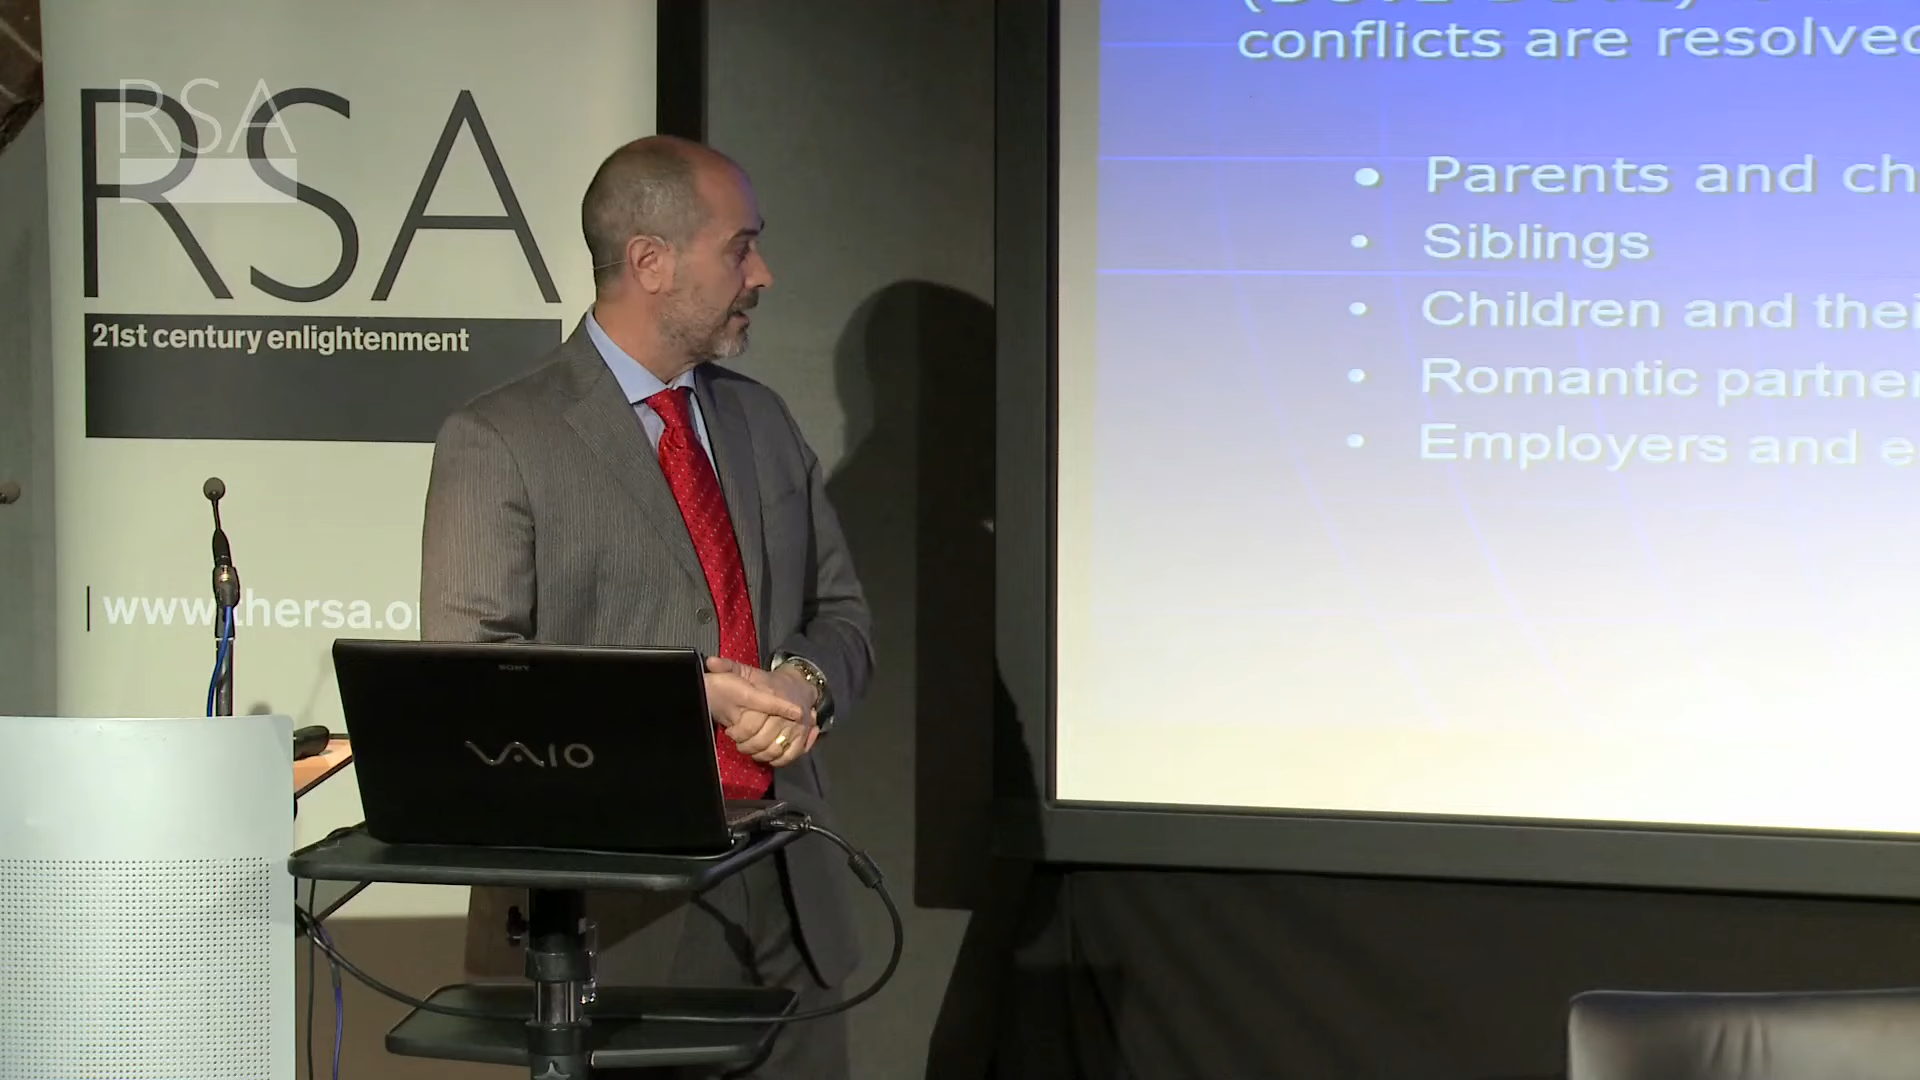 RSA
RSA
21st century enlightenment
www.thersa.o
SONY
VAIO
conflicts are resolved
• Parents and ch
• Siblings
• Children and thei
• Romantic partner
• Employers and e